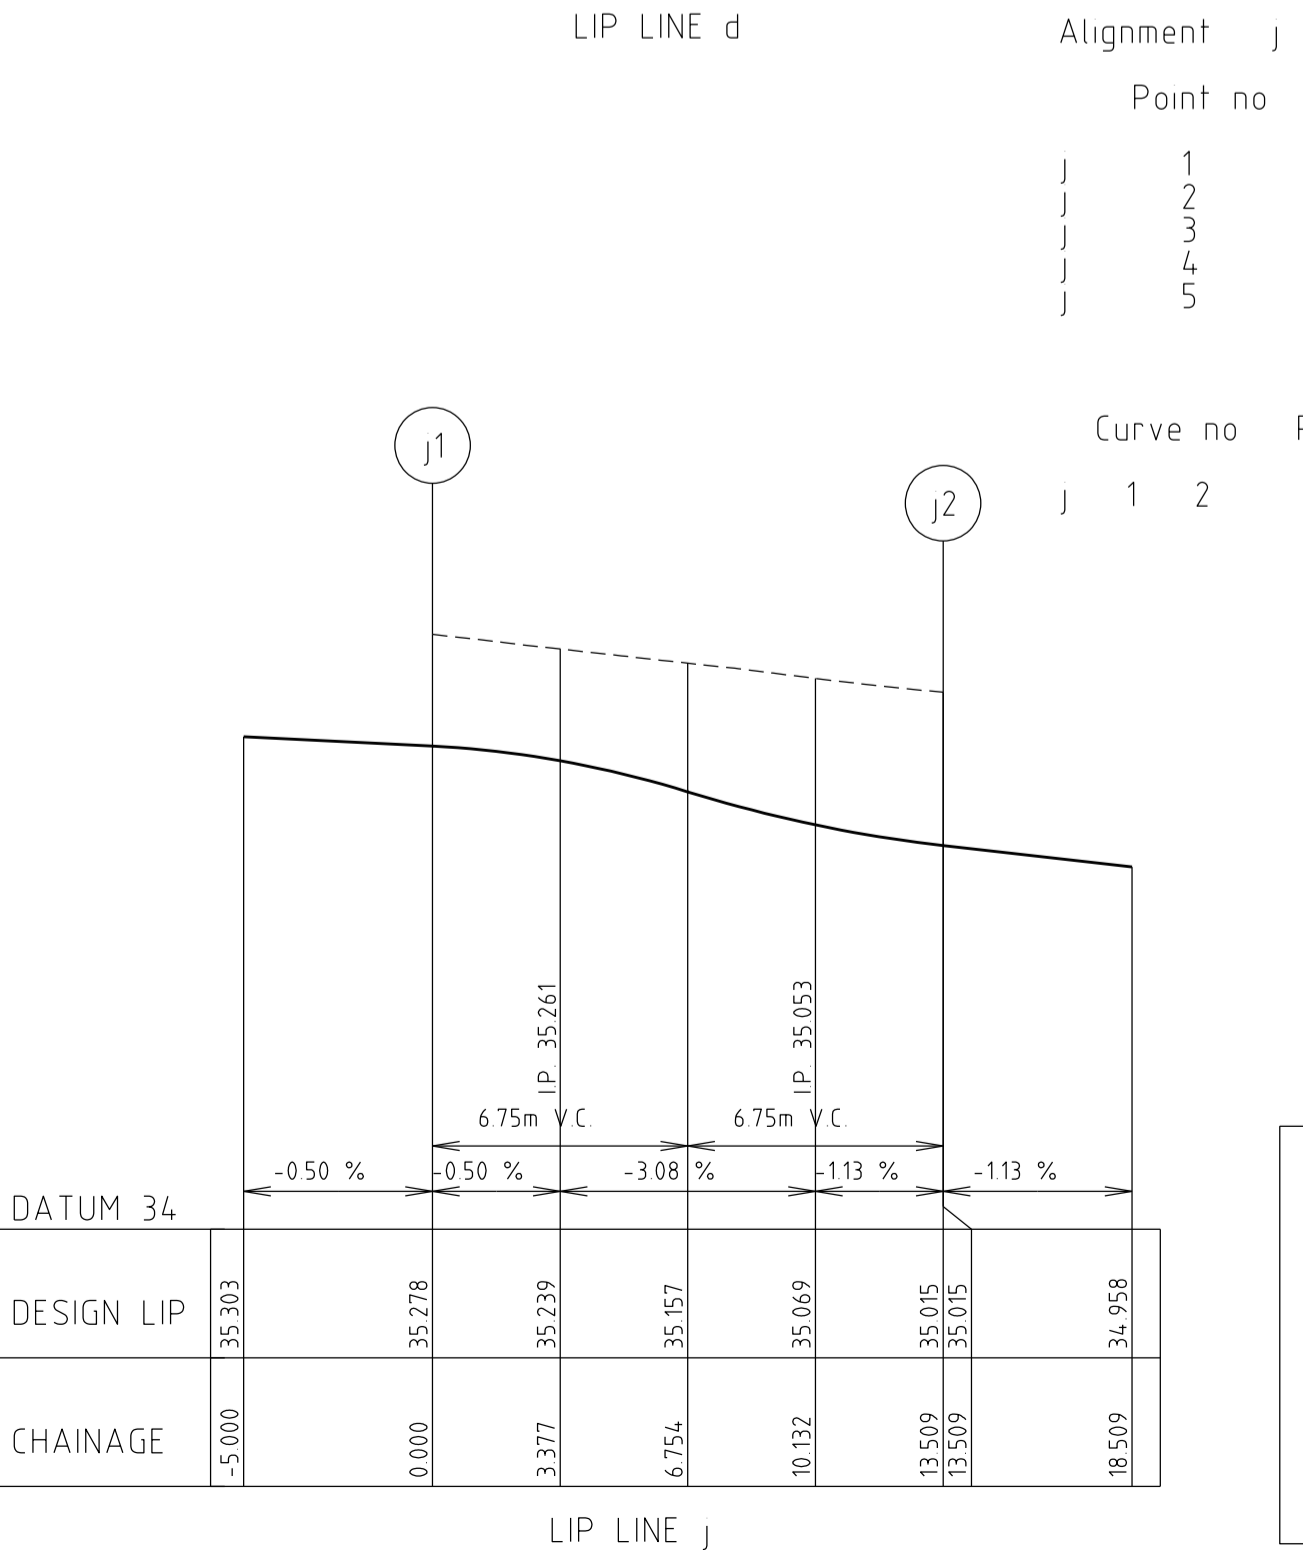 LIP LINE d
Alignment j
Point no
j 1
j 2
j 3
j 4
j 5
Curve no
j 1 2
j1
j2
I.P. 35.261
I.P. 35.053
6.75m V.C.
6.75m V.C.
-0.50 %
-0.50 %
-3.08 %
-1.13 %
-1.13 %
DATUM 34
DESIGN LIP 35.303 35.278 35.239 35.157 35.069 35.015 35.015 34.958
CHAINAGE -5.000 0.000 3.377 6.754 10.132 13.509 13.509 18.509
LIP LINE j